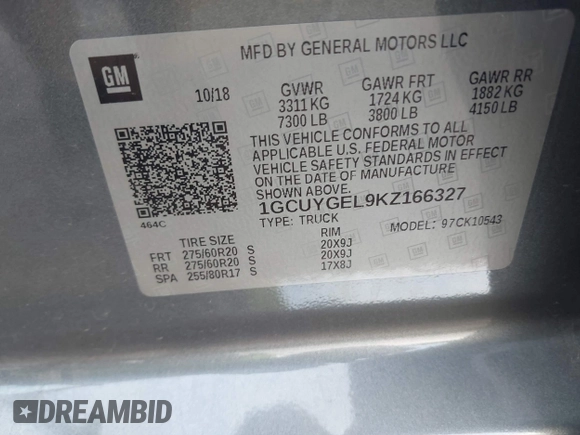 MFD BY GENERAL MOTORS LLC
GM
10/18 GVWR GAWR FRT GAWR RR
3311 KG 1724 KG 1882 KG
7300 LB 3800 LB 4150 LB
THIS VEHICLE CONFORMS TO ALL
APPLICABLE U.S. FEDERAL MOTOR
VEHICLE SAFETY STANDARDS IN EFFECT
ON THE DATE OF MANUFACTURE
SHOWN ABOVE.
1GCUYGEL9KZ166327
464C TYPE: TRUCK MODEL: 97CK10543
TIRE SIZE RIM
FRT 275/60R20 S 20X9J
RR 275/60R20 S 20X9J
SPA 255/80R17 S 17X8J
DREAMBID